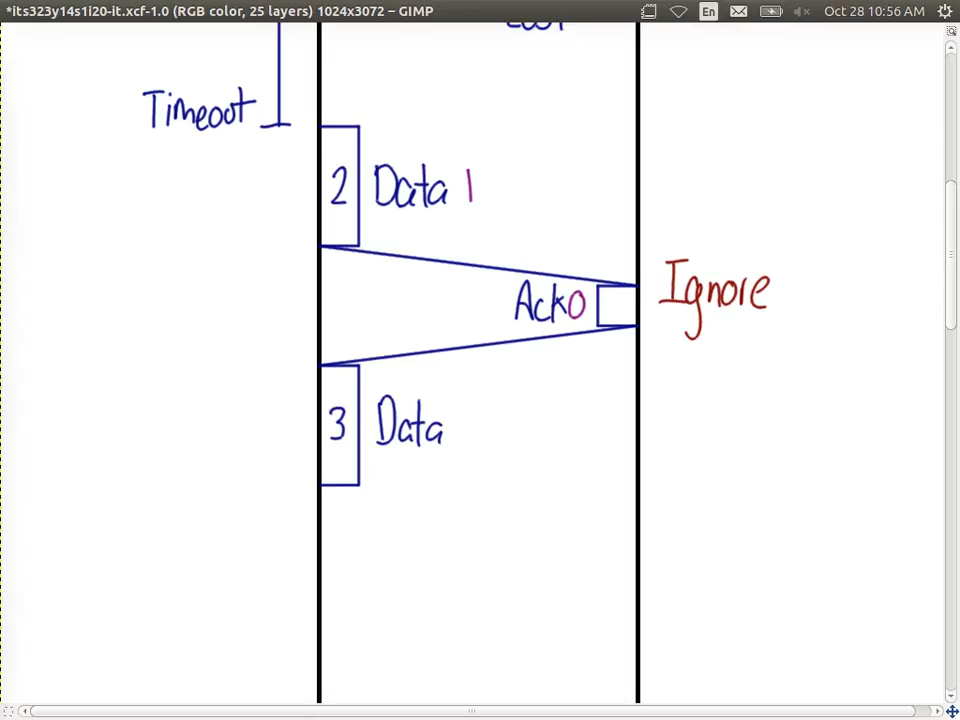 *its323y14s1i20-it.xcf-1.0 (RGB color, 25 layers) 1024x3072 – GIMP En Oct 28 10:56 AM
Timeout
2 Data 1
Ignore
Ack0
3 Data